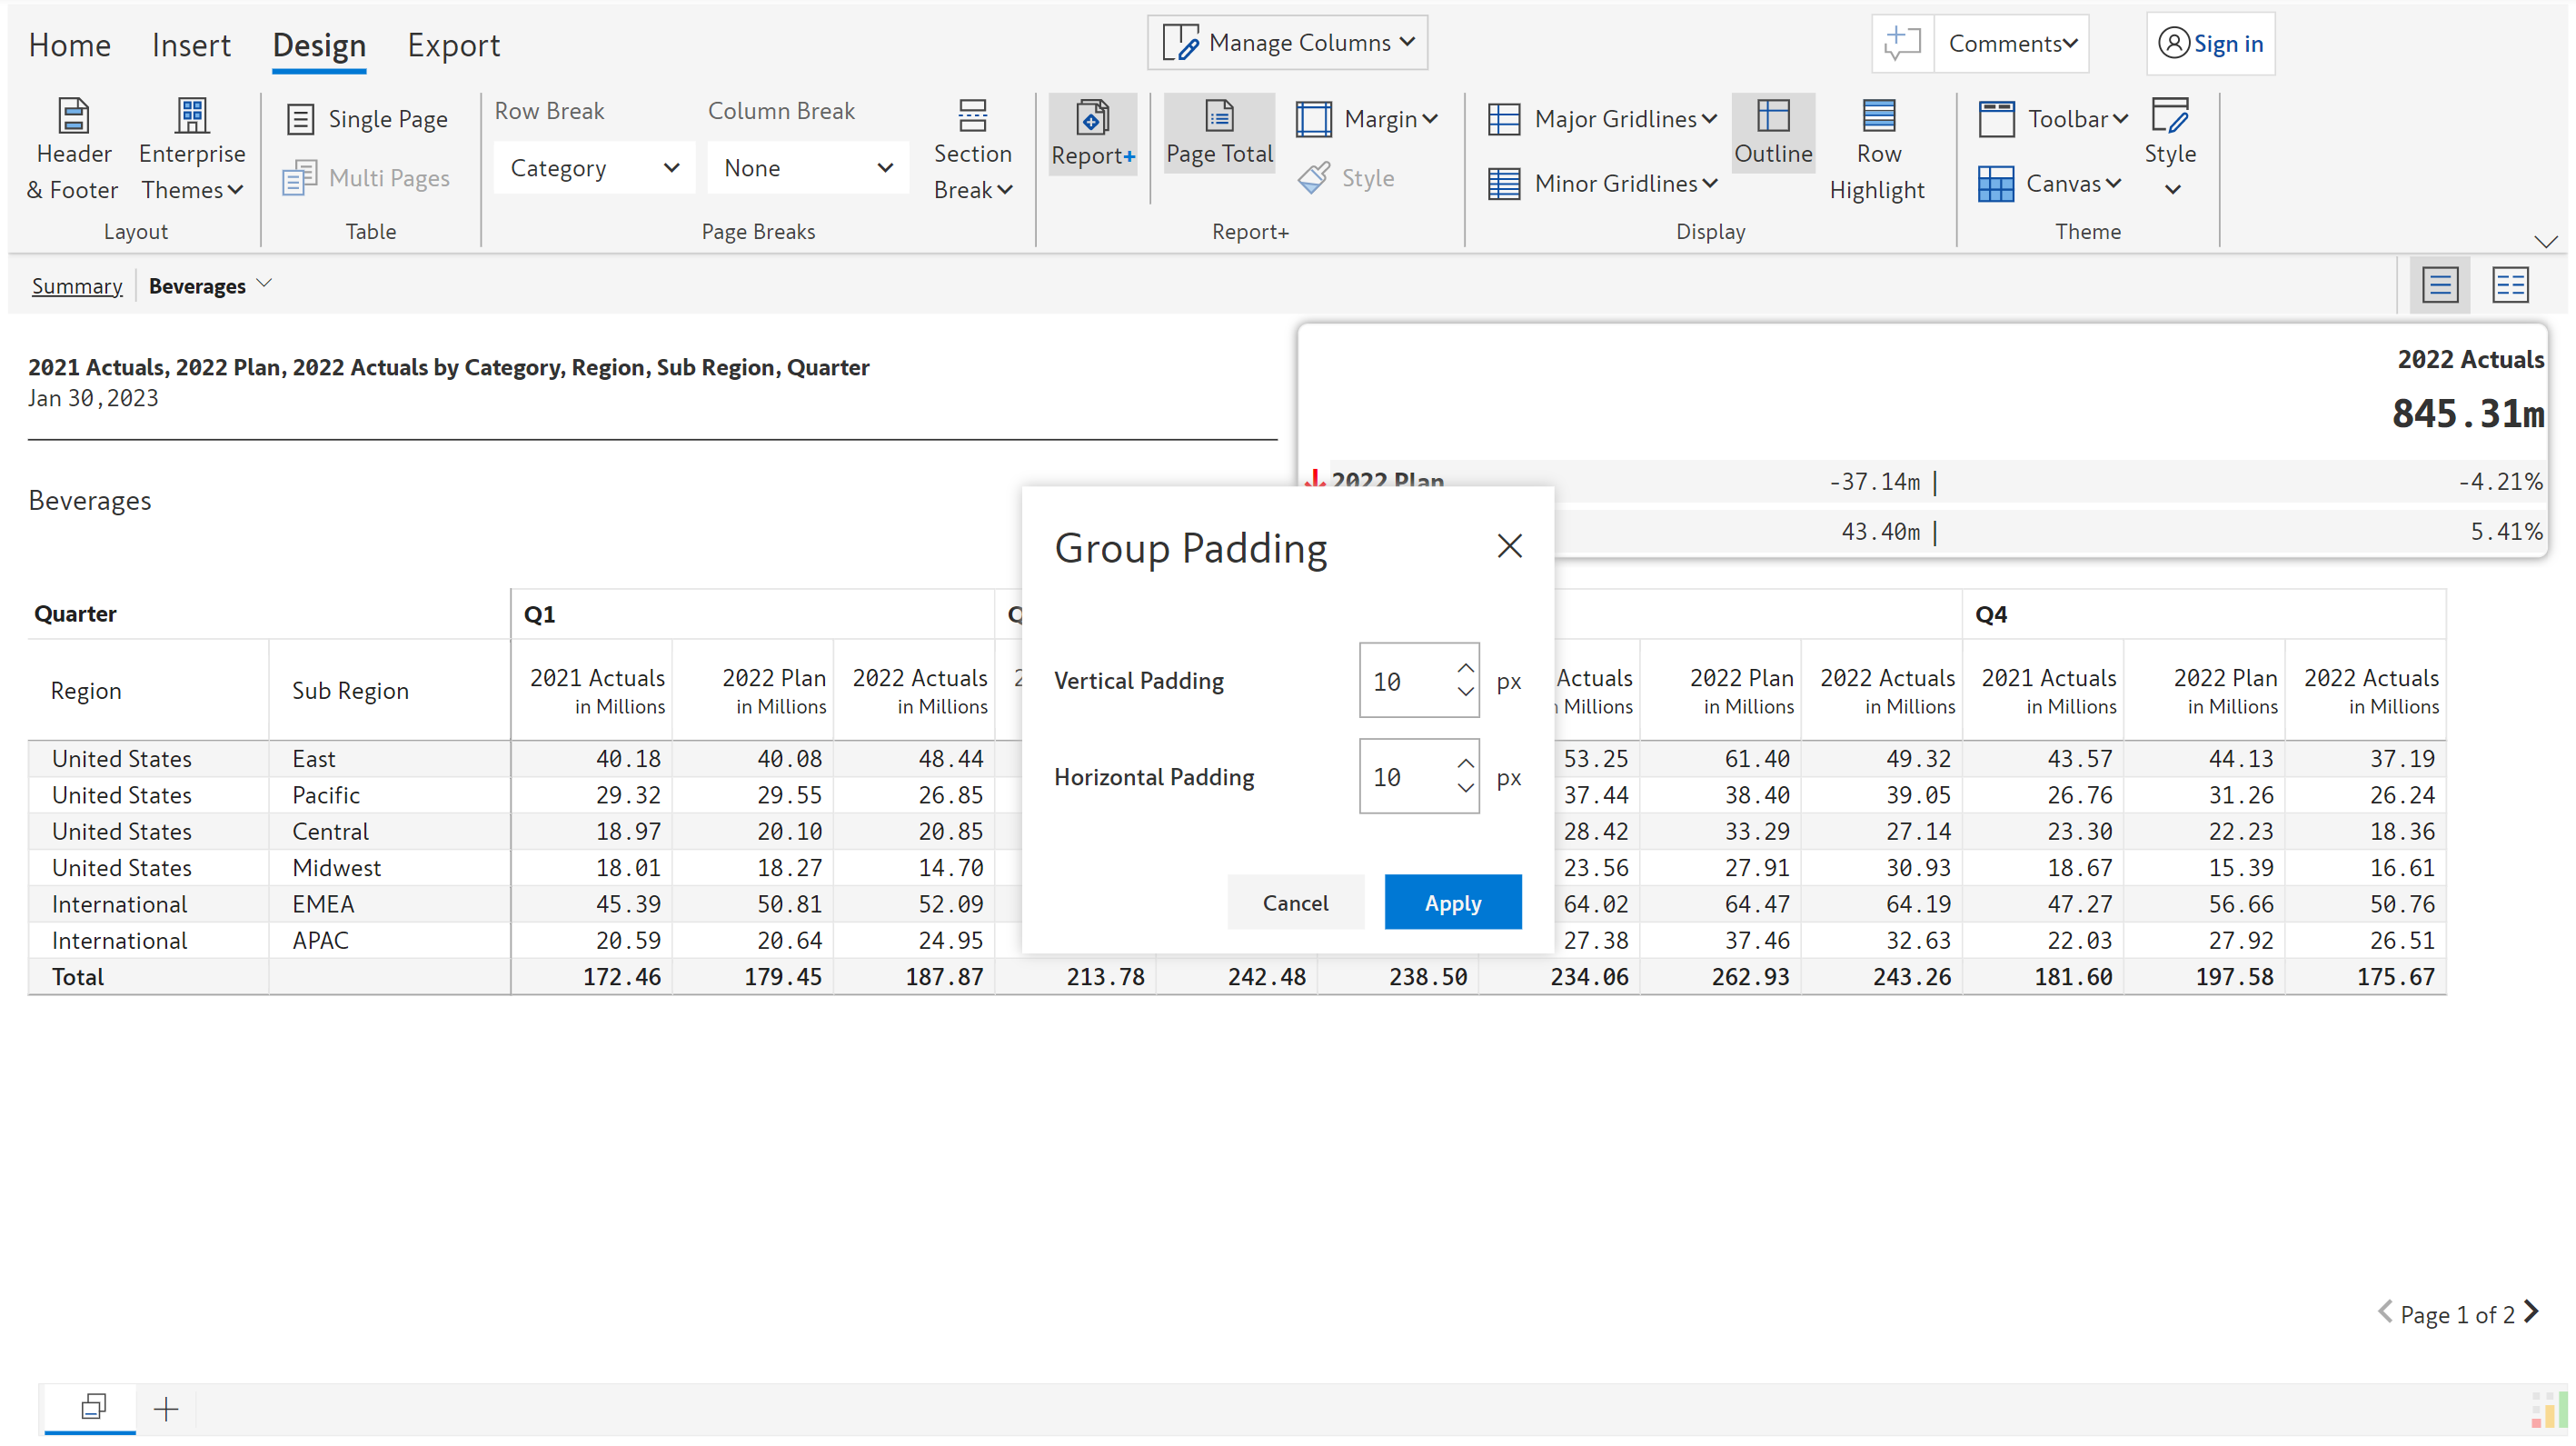 Home Insert Design Export Manage Columns Comments Sign in
Header & Footer
Enterprise Themes
Layout
Single Page
Multi Pages
Table
Row Break Column Break
Category None
Section Break
Page Breaks
Report+
Page Total
Margin
Style
Report+
Major Gridlines
Minor Gridlines
Outline
Row Highlight
Display
Toolbar
Canvas
Style
Theme
Summary Beverages
2021 Actuals, 2022 Plan, 2022 Actuals by Category, Region, Sub Region, Quarter
Jan 30,2023
2022 Actuals
845.31m
2022 Plan -37.14m | -4.21%
43.40m | 5.41%
Beverages
Group Padding
Vertical Padding 10 px
Horizontal Padding 10 px
Cancel Apply
Quarter Q1 Q4
Region Sub Region 2021 Actuals 2022 Plan 2022 Actuals Actuals 2022 Plan 2022 Actuals 2021 Actuals 2022 Plan 2022 Actuals
in Millions in Millions in Millions Millions in Millions in Millions in Millions in Millions in Millions
United States East 40.18 40.08 48.44 53.25 61.40 49.32 43.57 44.13 37.19
United States Pacific 29.32 29.55 26.85 37.44 38.40 39.05 26.76 31.26 26.24
United States Central 18.97 20.10 20.85 28.42 33.29 27.14 23.30 22.23 18.36
United States Midwest 18.01 18.27 14.70 23.56 27.91 30.93 18.67 15.39 16.61
International EMEA 45.39 50.81 52.09 64.02 64.47 64.19 47.27 56.66 50.76
International APAC 20.59 20.64 24.95 27.38 37.46 32.63 22.03 27.92 26.51
Total 172.46 179.45 187.87 213.78 242.48 238.50 234.06 262.93 243.26 181.60 197.58 175.67
Page 1 of 2